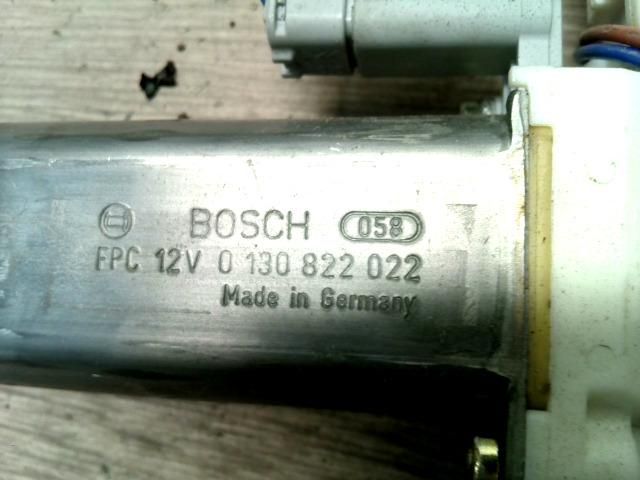 BOSCH 058
FPC 12V 0 130 822 022
Made in Germany